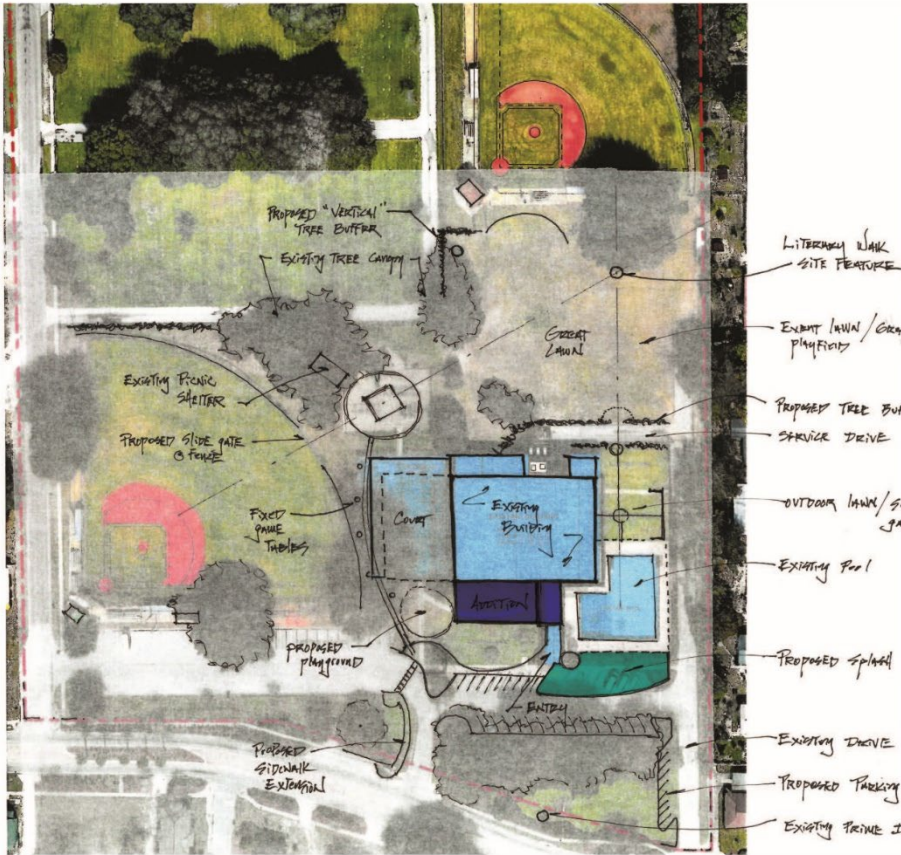 PROPOSED "VERTICAL"
TREE BUFFER
EXISTING TREE CANOPY
LITERARY WALK
SITE FEATURE
GREAT
LAWN
EVENT LAWN /
PLAYFIELD
EXISTING PICNIC
SHELTER
PROPOSED TREE
SERVICE DRIVE
PROPOSED SLIDE GATE
@ FENCE
FIXED
GAME
TABLES
COURT
EXISTING
BUILDING
OUTDOOR LAWN /
EXISTING POOL
ADDITION
PROPOSED
PLAYGROUND
PROPOSED SPLASH
ENTRY
EXISTING DRIVE
PROPOSED
SIDEWALK
EXTENSION
PROPOSED PARKING
EXISTING PRIME